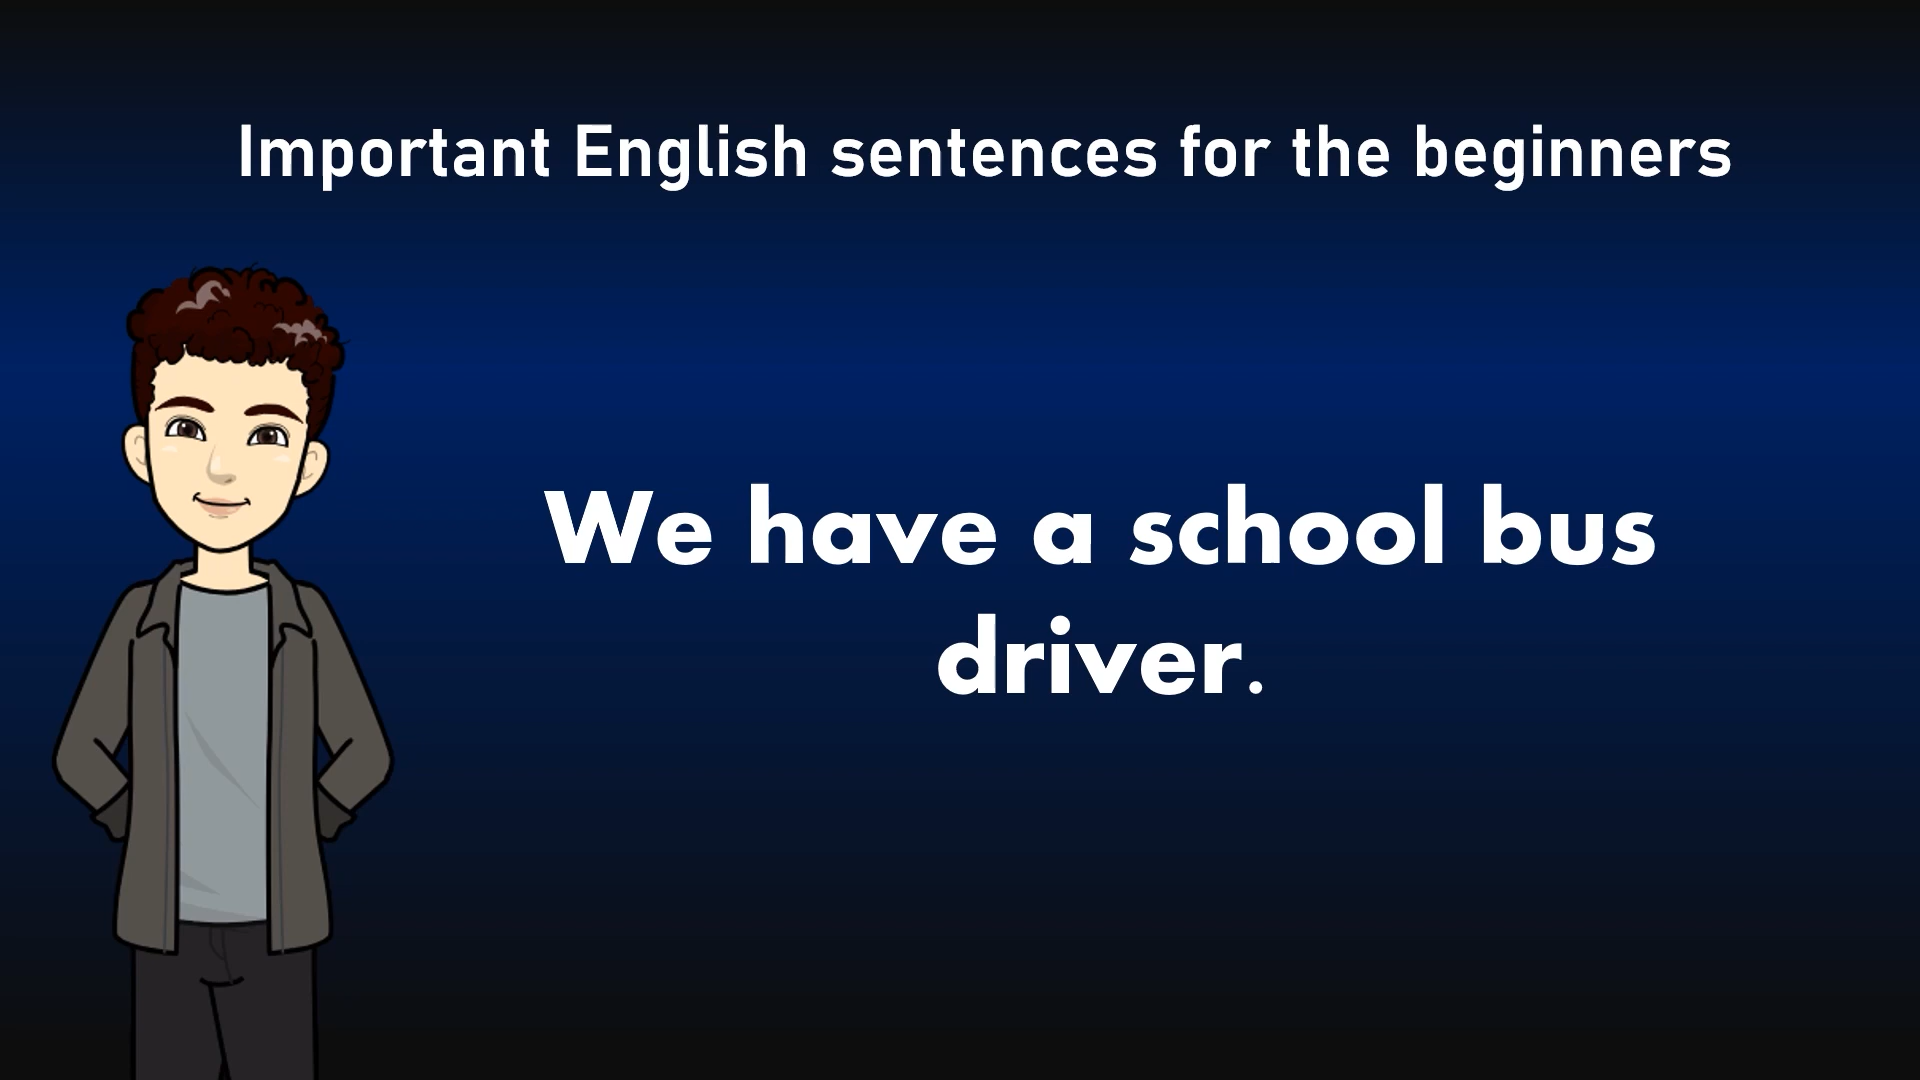 Important English sentences for the beginners
We have a school bus
driver.